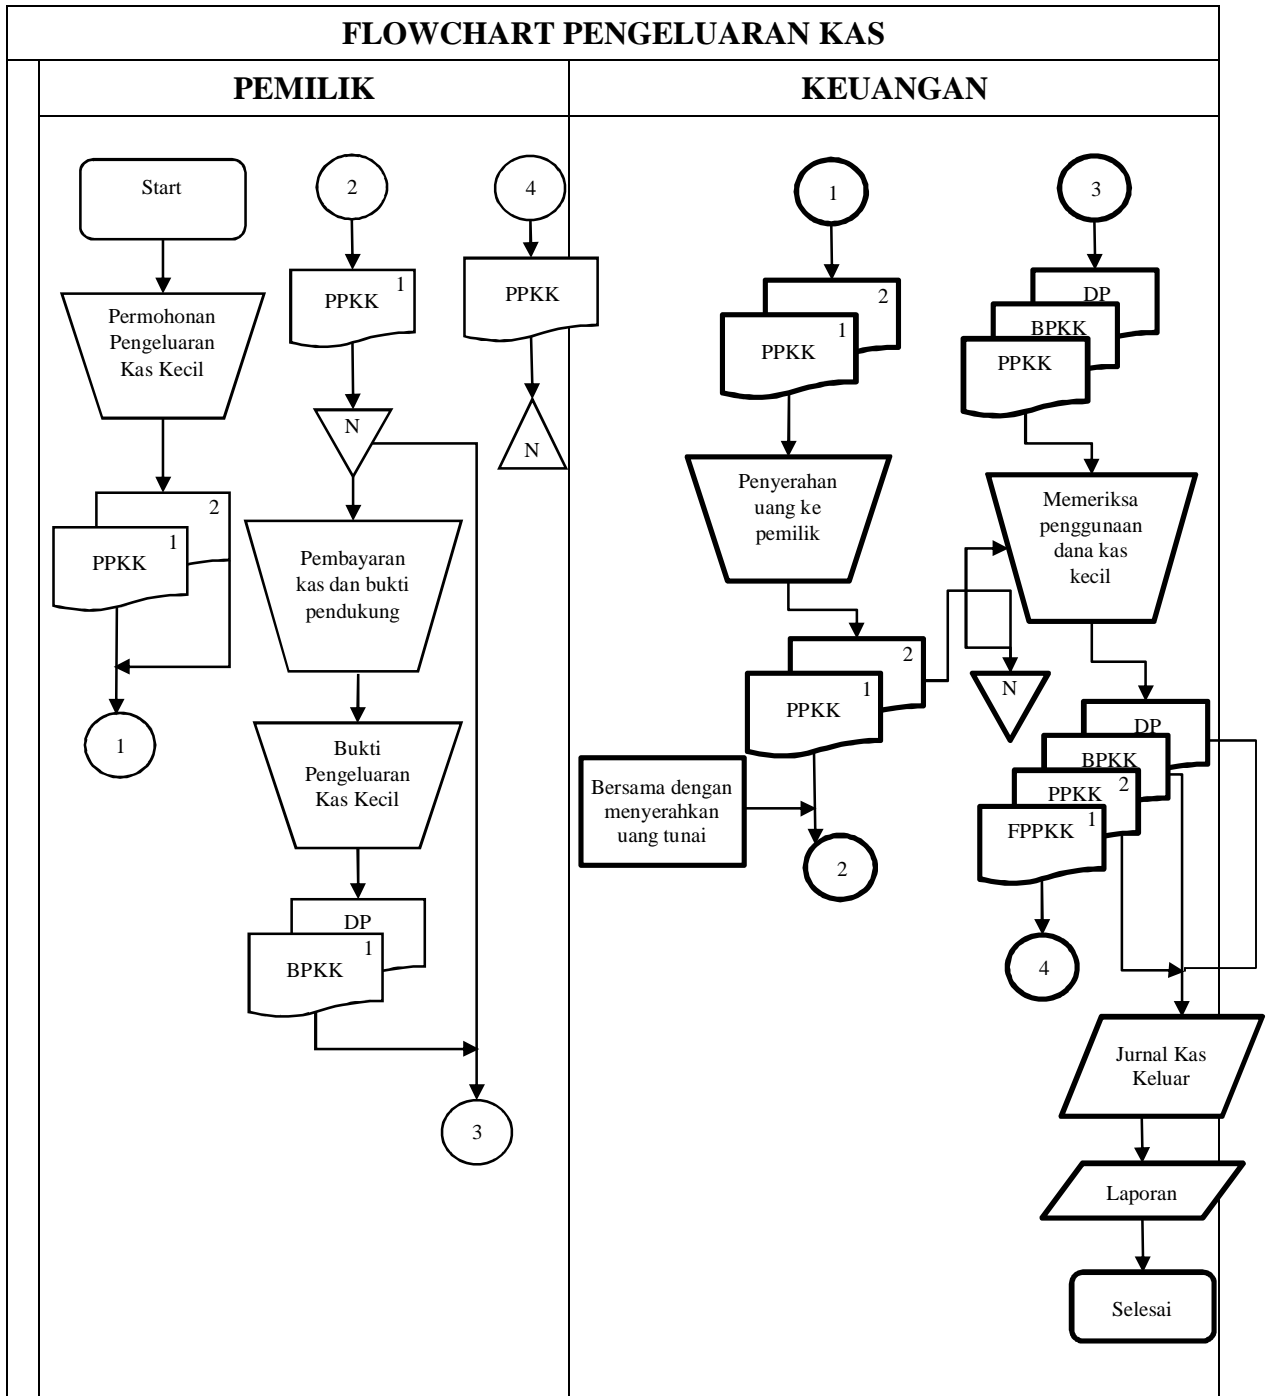 FLOWCHART PENGELUARAN KAS
PEMILIK
KEUANGAN
Start
Permohonan
Pengeluaran
Kas Kecil
2
1
PPKK
1
2
1
PPKK
N
Pembayaran
kas dan bukti
pendukung
Bukti
Pengeluaran
Kas Kecil
DP
1
BPKK
3
4
PPKK
N
1
2
1
PPKK
Penyerahan
uang ke
pemilik
2
1
PPKK
N
Bersama dengan
menyerahkan
uang tunai
2
3
DP
BPKK
PPKK
Memeriksa
penggunaan
dana kas
kecil
DP
BPKK
2
PPKK
1
FPPKK
4
Jurnal Kas
Keluar
Laporan
Selesai